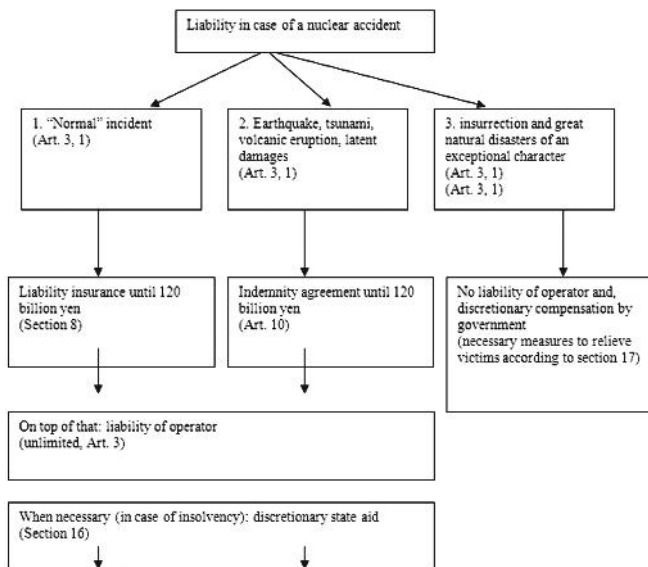 Liability in case of a nuclear accident
1. “Normal” incident
(Art. 3, 1)
2. Earthquake, tsunami,
volcanic eruption, latent
damages
(Art. 3, 1)
3. insurrection and great
natural disasters of an
exceptional character
(Art. 3, 1)
(Art. 3, 1)
Liability insurance until 120
billion yen
(Section 8)
Indemnity agreement until 120
billion yen
(Art. 10)
No liability of operator and,
discretionary compensation by
government
(necessary measures to relieve
victims according to section 17)
On top of that: liability of operator
(unlimited, Art. 3)
When necessary (in case of insolvency): discretionary state aid
(Section 16)